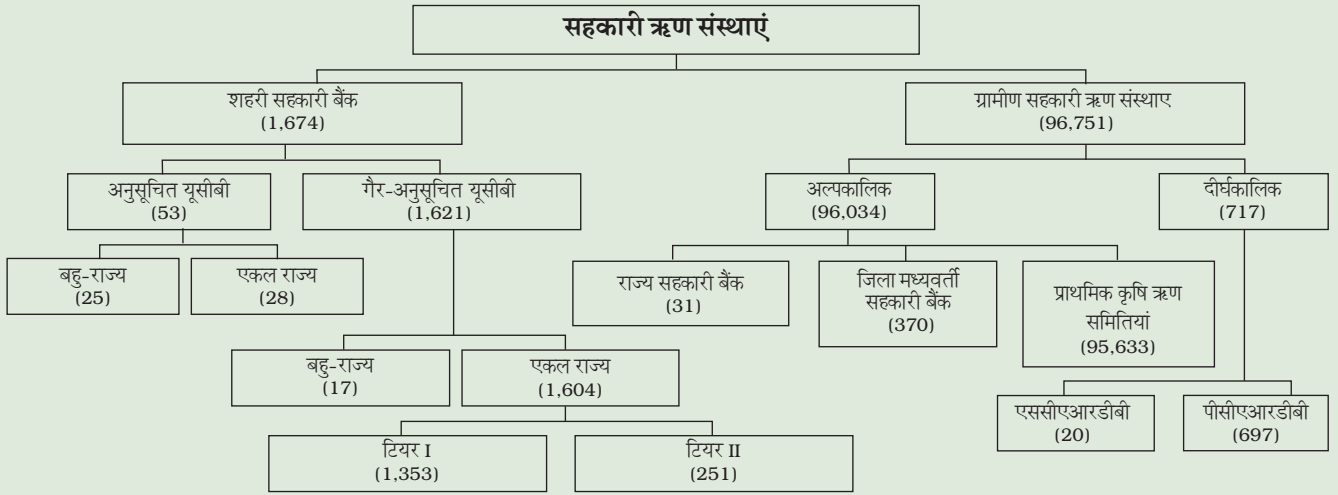 सहकारी ऋण संस्थाएं
शहरी सहकारी बैंक
(1,674)
ग्रामीण सहकारी ऋण संस्थाए
(96,751)
अनुसूचित यूसीबी
(53)
गैर-अनुसूचित यूसीबी
(1,621)
अल्पकालिक
(96,034)
दीर्घकालिक
(717)
बहु-राज्य
(25)
एकल राज्य
(28)
राज्य सहकारी बैंक
(31)
जिला मध्यवर्ती
सहकारी बैंक
(370)
प्राथमिक कृषि ऋण
समितियां
(95,633)
बहु-राज्य
(17)
एकल राज्य
(1,604)
एससीएआरडीबी
(20)
पीसीएआरडीबी
(697)
टियर I
(1,353)
टियर II
(251)